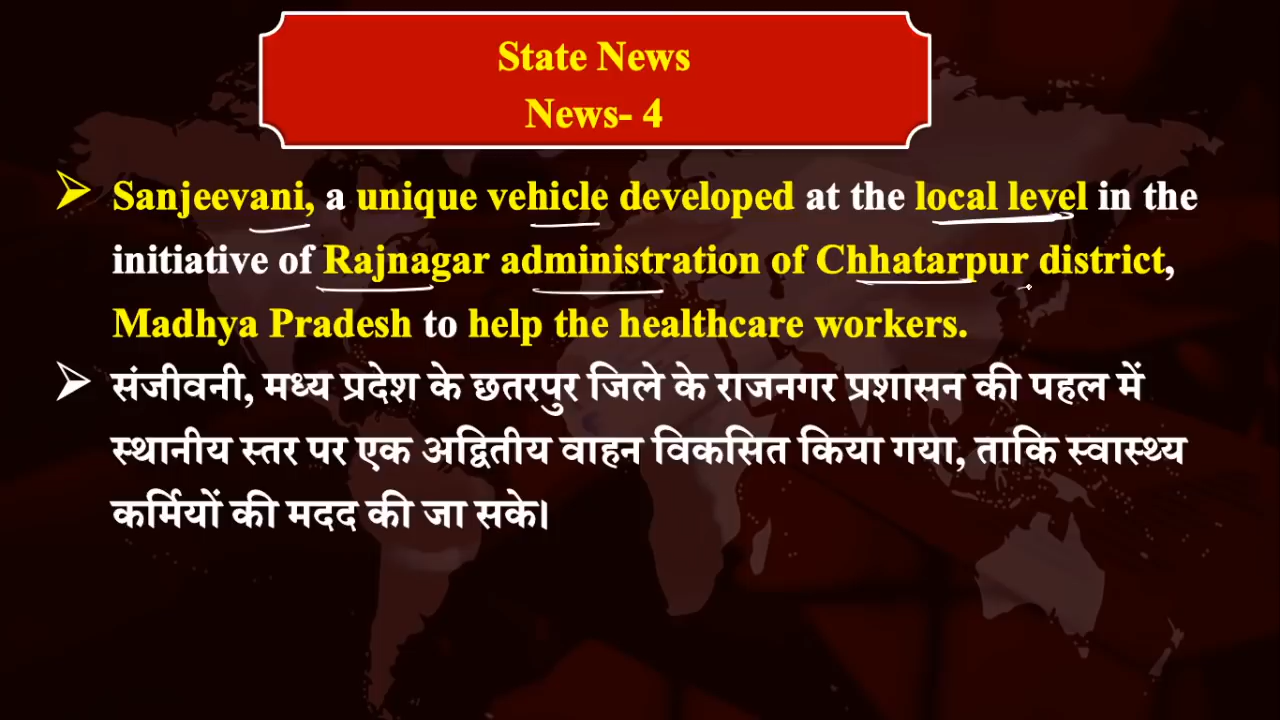 State News
News- 4
Sanjeevani, a unique vehicle developed at the local level in the
initiative of Rajnagar administration of Chhatarpur district,
Madhya Pradesh to help the healthcare workers.
संजीवनी, मध्य प्रदेश के छतरपुर जिले के राजनगर प्रशासन की पहल में
स्थानीय स्तर पर एक अद्वितीय वाहन विकसित किया गया, ताकि स्वास्थ्य
कर्मियों की मदद की जा सके।